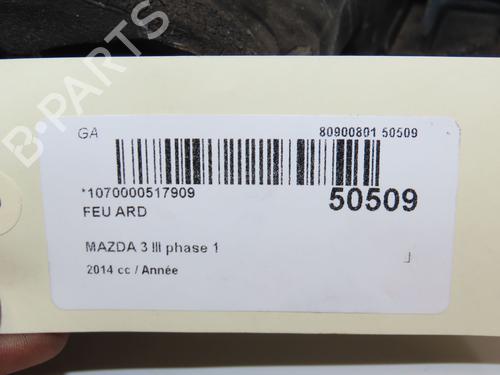 B-PARTS
GA 80900801 50509
*1070000517909 50509
FEU ARD
MAZDA 3 III phase 1
2014 cc / Année